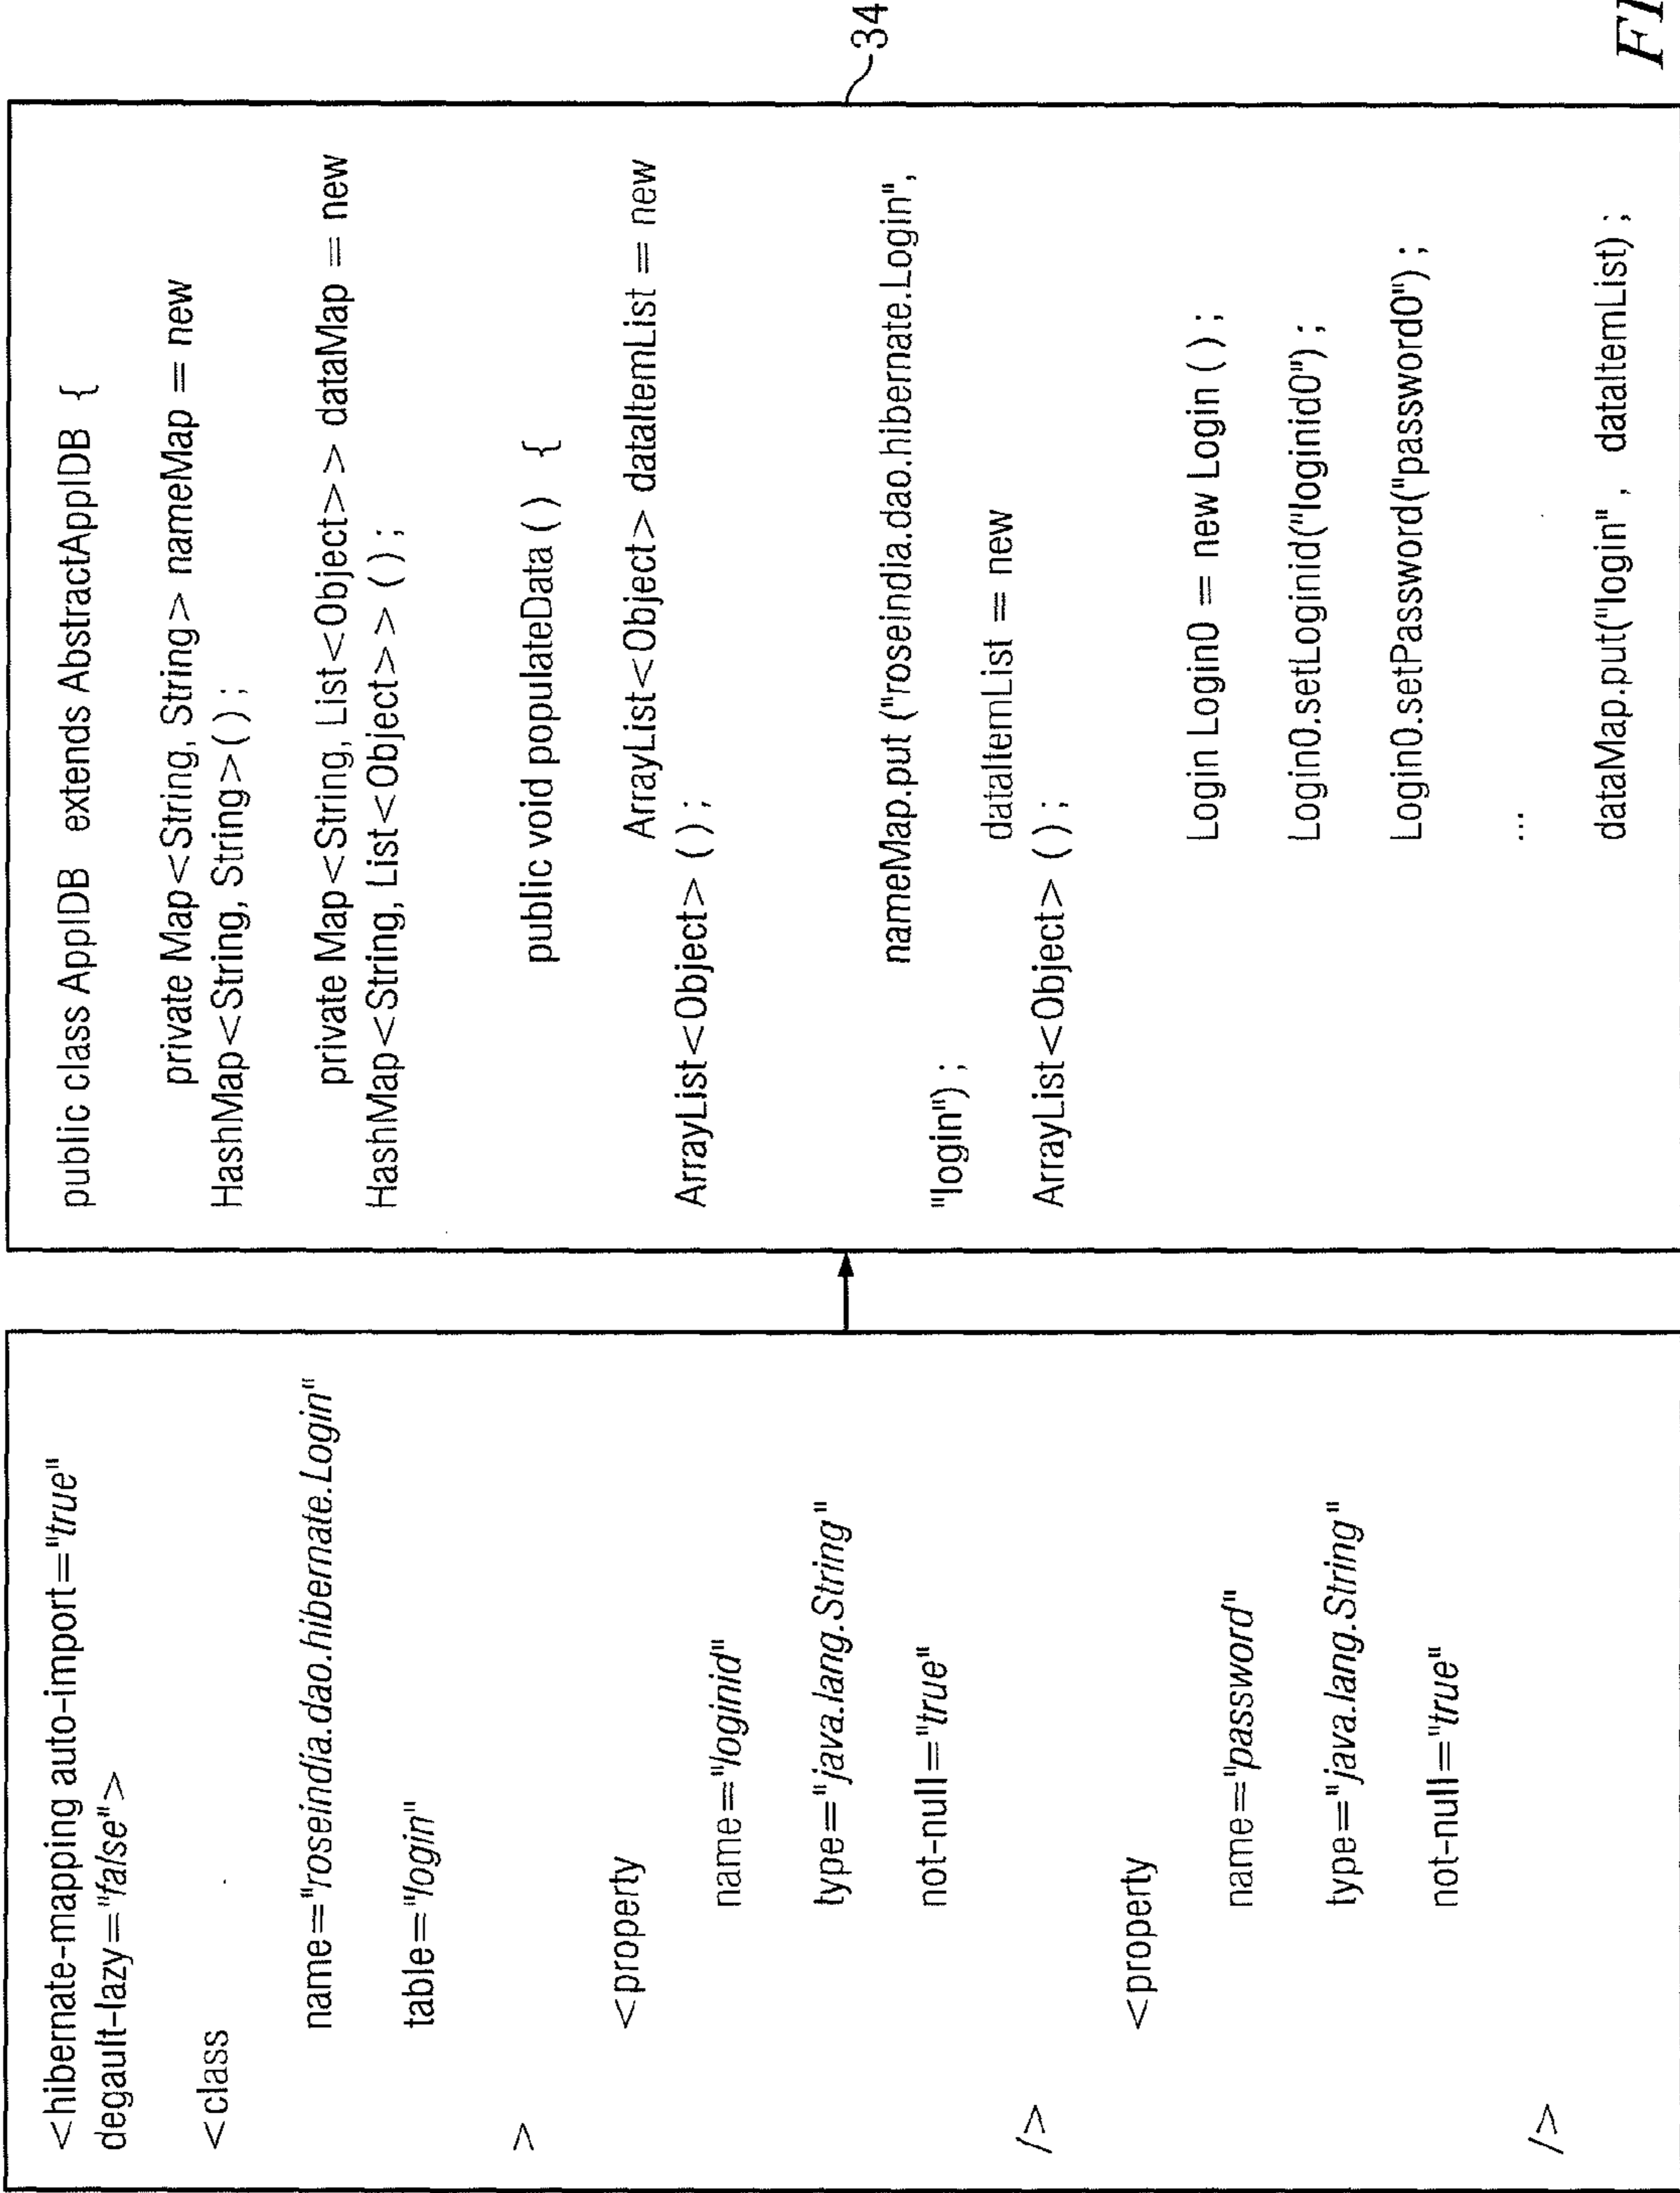 <hibernate-mapping auto-import="true"
degault-lazy="false">
<class
name="roseindia.dao.hibernate.Login"
table="login"
>
<property
name="loginid"
type="java.lang.String"
not-null="true"
/>
<property
name="password"
type="java.lang.String"
not-null="true"
/>
public class ApplDB extends AbstractApplDB {
private Map<String, String> nameMap = new
HashMap<String, String>( ) ;
private Map<String, List<Object>> dataMap = new
HashMap<String, List<Object>> ( ) ;
public void populateData ( ) {
ArrayList<Object> dataItemList = new
ArrayList<Object> ( ) ;
nameMap.put ("roseindia.dao.hibernate.Login",
"login") ;
dataItemList = new
ArrayList<Object> ( ) ;
Login Login0 = new Login ( ) ;
Login0.setLoginid("loginid0") ;
Login0.setPassword("password0") ;
...
dataMap.put("login" , dataItemList) ;
34